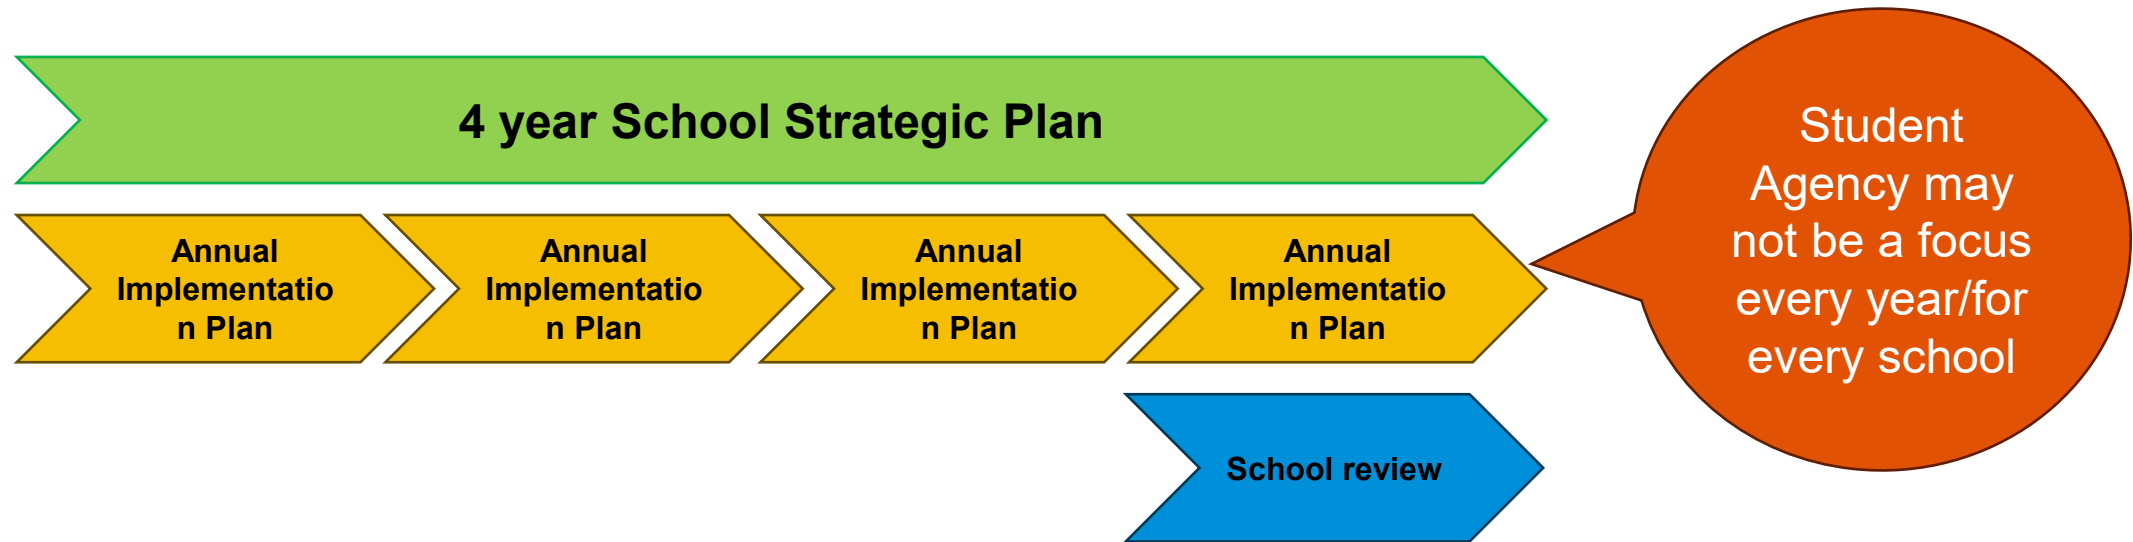 4 year School Strategic Plan
Annual
Implementatio
n Plan
Annual
Implementatio
n Plan
Annual
Implementatio
n Plan
Annual
Implementatio
n Plan
School review
Student
Agency may
not be a focus
every year/for
every school